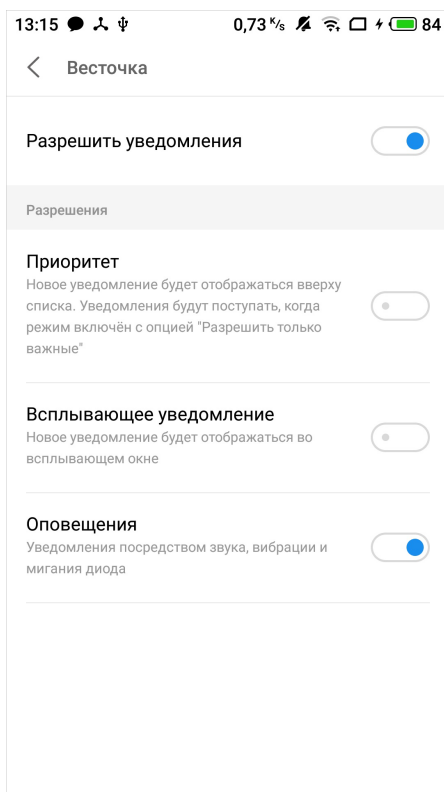 13:15 0,73 K/s 84
Весточка
Разрешить уведомления
Разрешения
Приоритет
Новое уведомление будет отображаться вверху
списка. Уведомления будут поступать, когда
режим включён с опцией "Разрешить только
важные"
Всплывающее уведомление
Новое уведомление будет отображаться во
всплывающем окне
Оповещения
Уведомления посредством звука, вибрации и
мигания диода